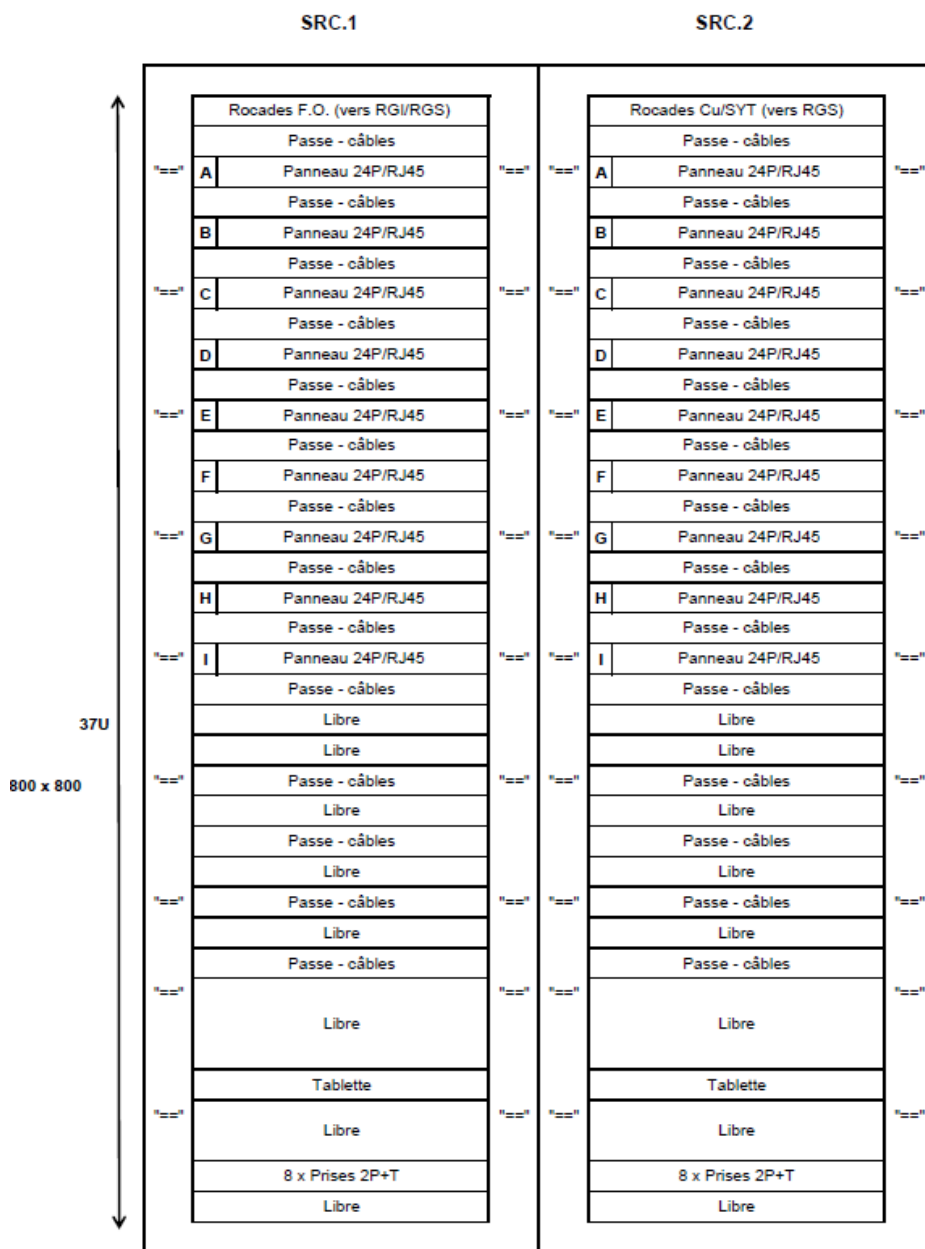 SRC.1 SRC.2
Rocades F.O. (vers RGI/RGS) Rocades Cu/SYT (vers RGS)
Passe - câbles Passe - câbles
"==" A Panneau 24P/RJ45 "==" "==" A Panneau 24P/RJ45 "=="
Passe - câbles Passe - câbles
B Panneau 24P/RJ45 B Panneau 24P/RJ45
Passe - câbles Passe - câbles
"==" C Panneau 24P/RJ45 "==" "==" C Panneau 24P/RJ45 "=="
Passe - câbles Passe - câbles
D Panneau 24P/RJ45 D Panneau 24P/RJ45
Passe - câbles Passe - câbles
"==" E Panneau 24P/RJ45 "==" "==" E Panneau 24P/RJ45 "=="
Passe - câbles Passe - câbles
F Panneau 24P/RJ45 F Panneau 24P/RJ45
Passe - câbles Passe - câbles
"==" G Panneau 24P/RJ45 "==" "==" G Panneau 24P/RJ45 "=="
Passe - câbles Passe - câbles
H Panneau 24P/RJ45 H Panneau 24P/RJ45
Passe - câbles Passe - câbles
"==" I Panneau 24P/RJ45 "==" "==" I Panneau 24P/RJ45 "=="
Passe - câbles Passe - câbles
37U Libre Libre
Libre Libre
800 x 800 "==" Passe - câbles "==" "==" Passe - câbles "=="
Libre Libre
Passe - câbles Passe - câbles
Libre Libre
"==" Passe - câbles "==" "==" Passe - câbles "=="
Libre Libre
Passe - câbles Passe - câbles
"==" "==" "==" "=="
Libre Libre
Tablette Tablette
"==" "==" "==" "=="
Libre Libre
8 x Prises 2P+T 8 x Prises 2P+T
Libre Libre